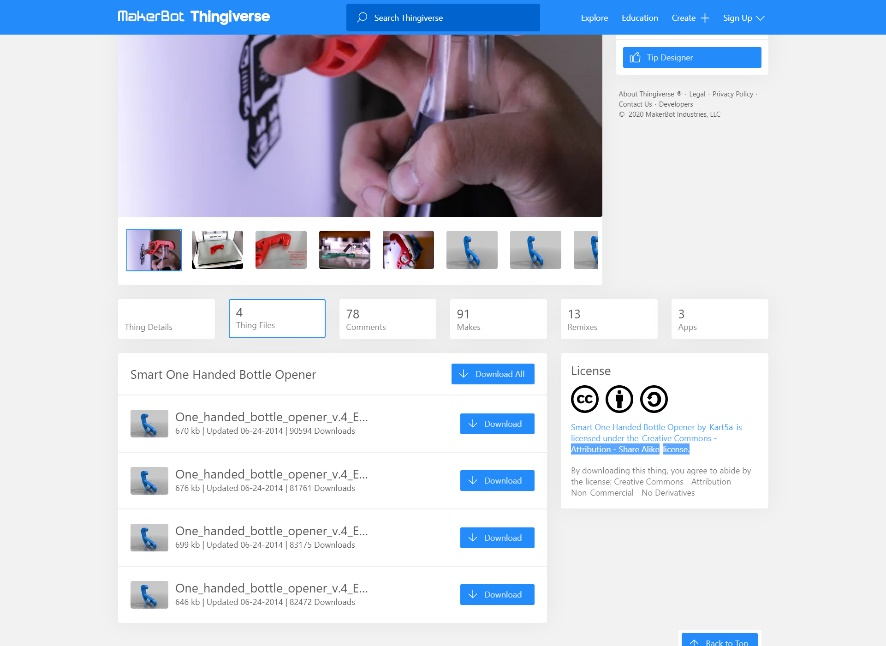 MakerBot Thingiverse
Search Thingiverse
Explore
Education
Create
Sign Up
Tip Designer
About Thingiverse ® · Legal · Privacy Policy ·
Contact Us · Developers
© 2020 MakerBot Industries, LLC
Thing Details
4
Thing Files
78
Comments
91
Makes
13
Remixes
3
Apps
Smart One Handed Bottle Opener
Download All
One_handed_bottle_opener_v.4_E...
670 kb | Updated 06-24-2014 | 90594 Downloads
Download
One_handed_bottle_opener_v.4_E...
676 kb | Updated 06-24-2014 | 81761 Downloads
Download
One_handed_bottle_opener_v.4_E...
699 kb | Updated 06-24-2014 | 83175 Downloads
Download
One_handed_bottle_opener_v.4_E...
646 kb | Updated 06-24-2014 | 82472 Downloads
Download
License
cc
Smart One Handed Bottle Opener by Kart5a is
licensed under the Creative Commons -
Attribution - Share Alike license.
By downloading this thing, you agree to abide by
the license: Creative Commons Attribution
Non-Commercial No Derivatives
Back to Top